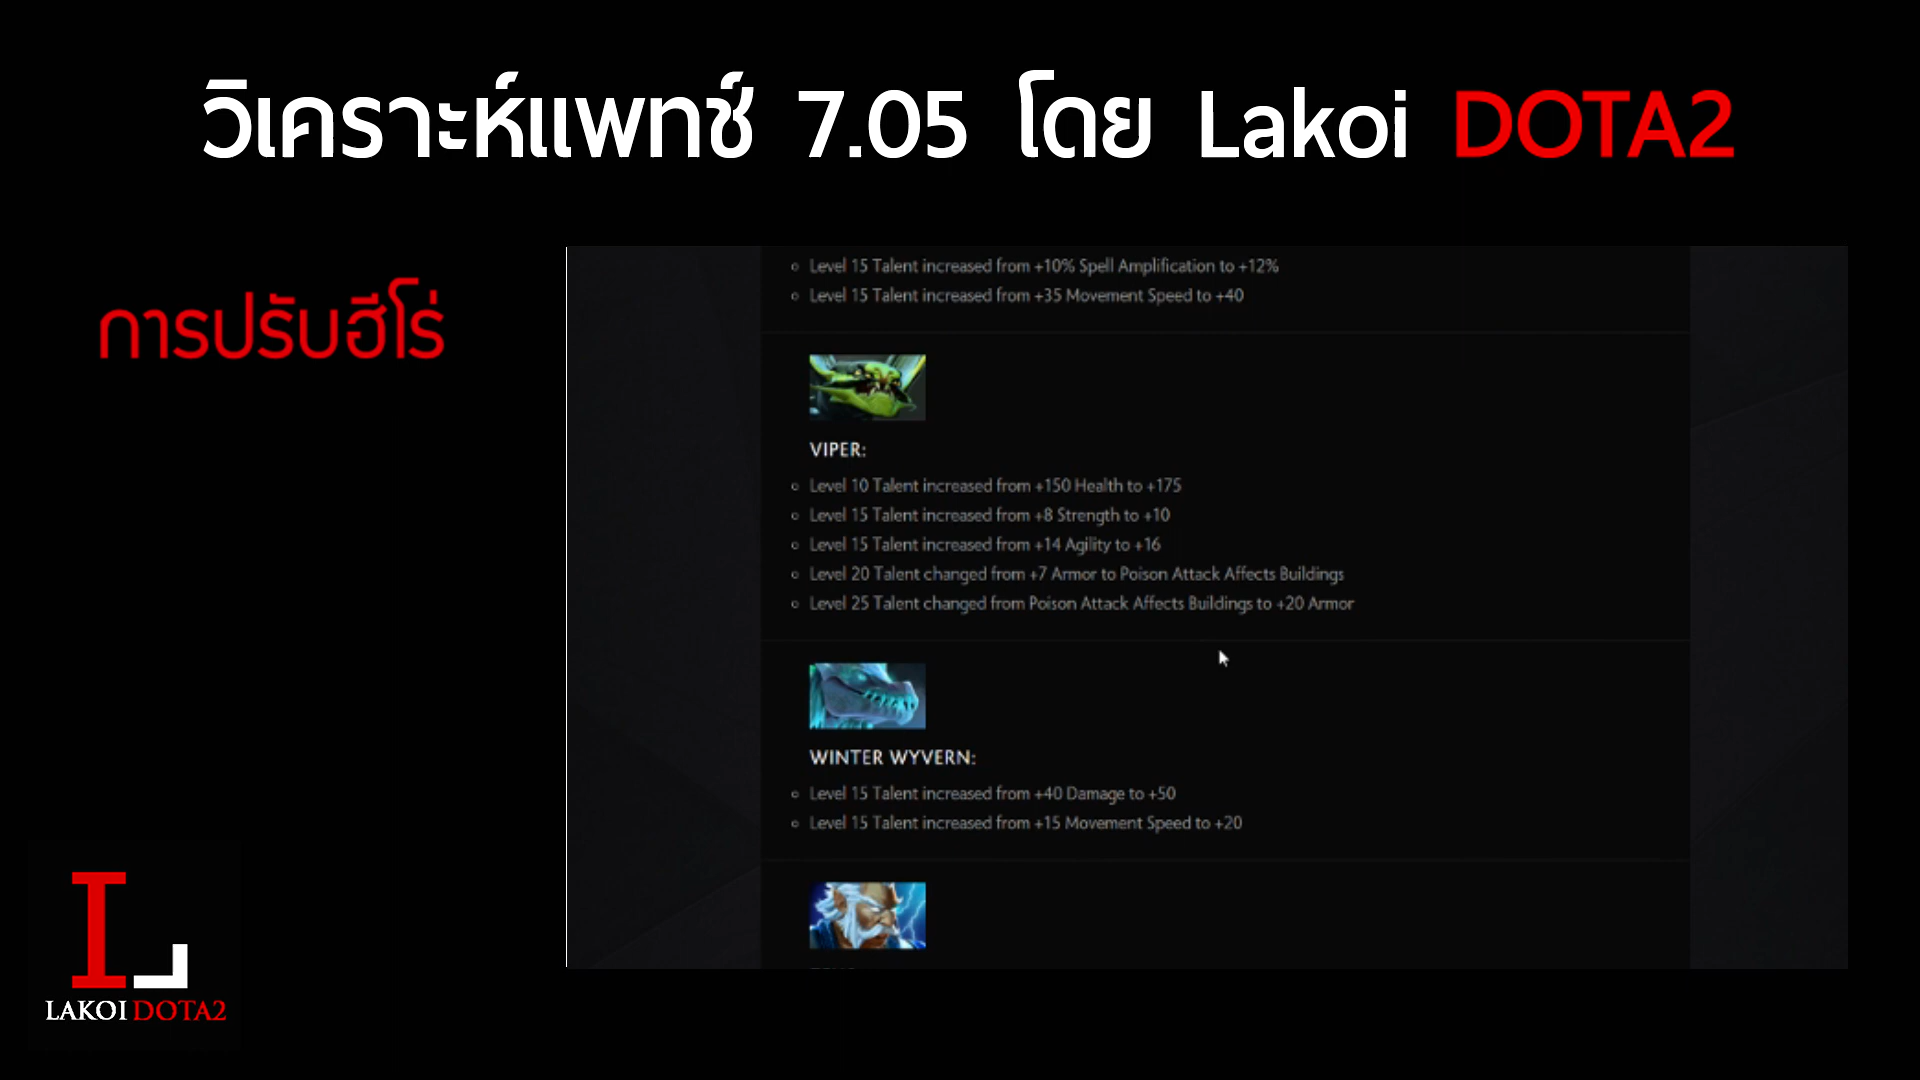 วิเคราะห์แพทช์ 7.05 โดย Lakoi DOTA2
การปรับฮีโร่
Level 15 Talent increased from +10% Spell Amplification to +12%
Level 15 Talent increased from +35 Movement Speed to +40
VIPER:
Level 10 Talent increased from +150 Health to +175
Level 15 Talent increased from +8 Strength to +10
Level 15 Talent increased from +14 Agility to +16
Level 20 Talent changed from +7 Armor to Poison Attack Affects Buildings
Level 25 Talent changed from Poison Attack Affects Buildings to +20 Armor
WINTER WYVERN:
Level 15 Talent increased from +40 Damage to +50
Level 15 Talent increased from +15 Movement Speed to +20
L
LAKOI DOTA2